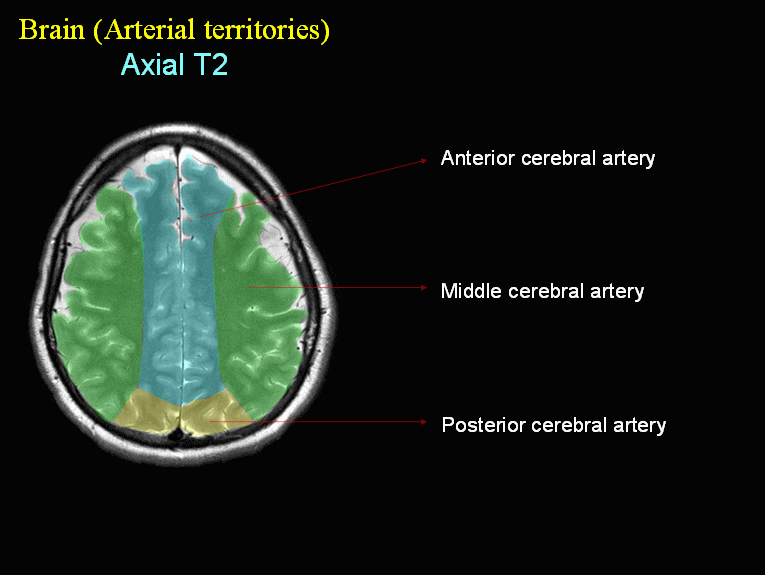 Brain (Arterial territories)
Axial T2
Anterior cerebral artery
Middle cerebral artery
Posterior cerebral artery